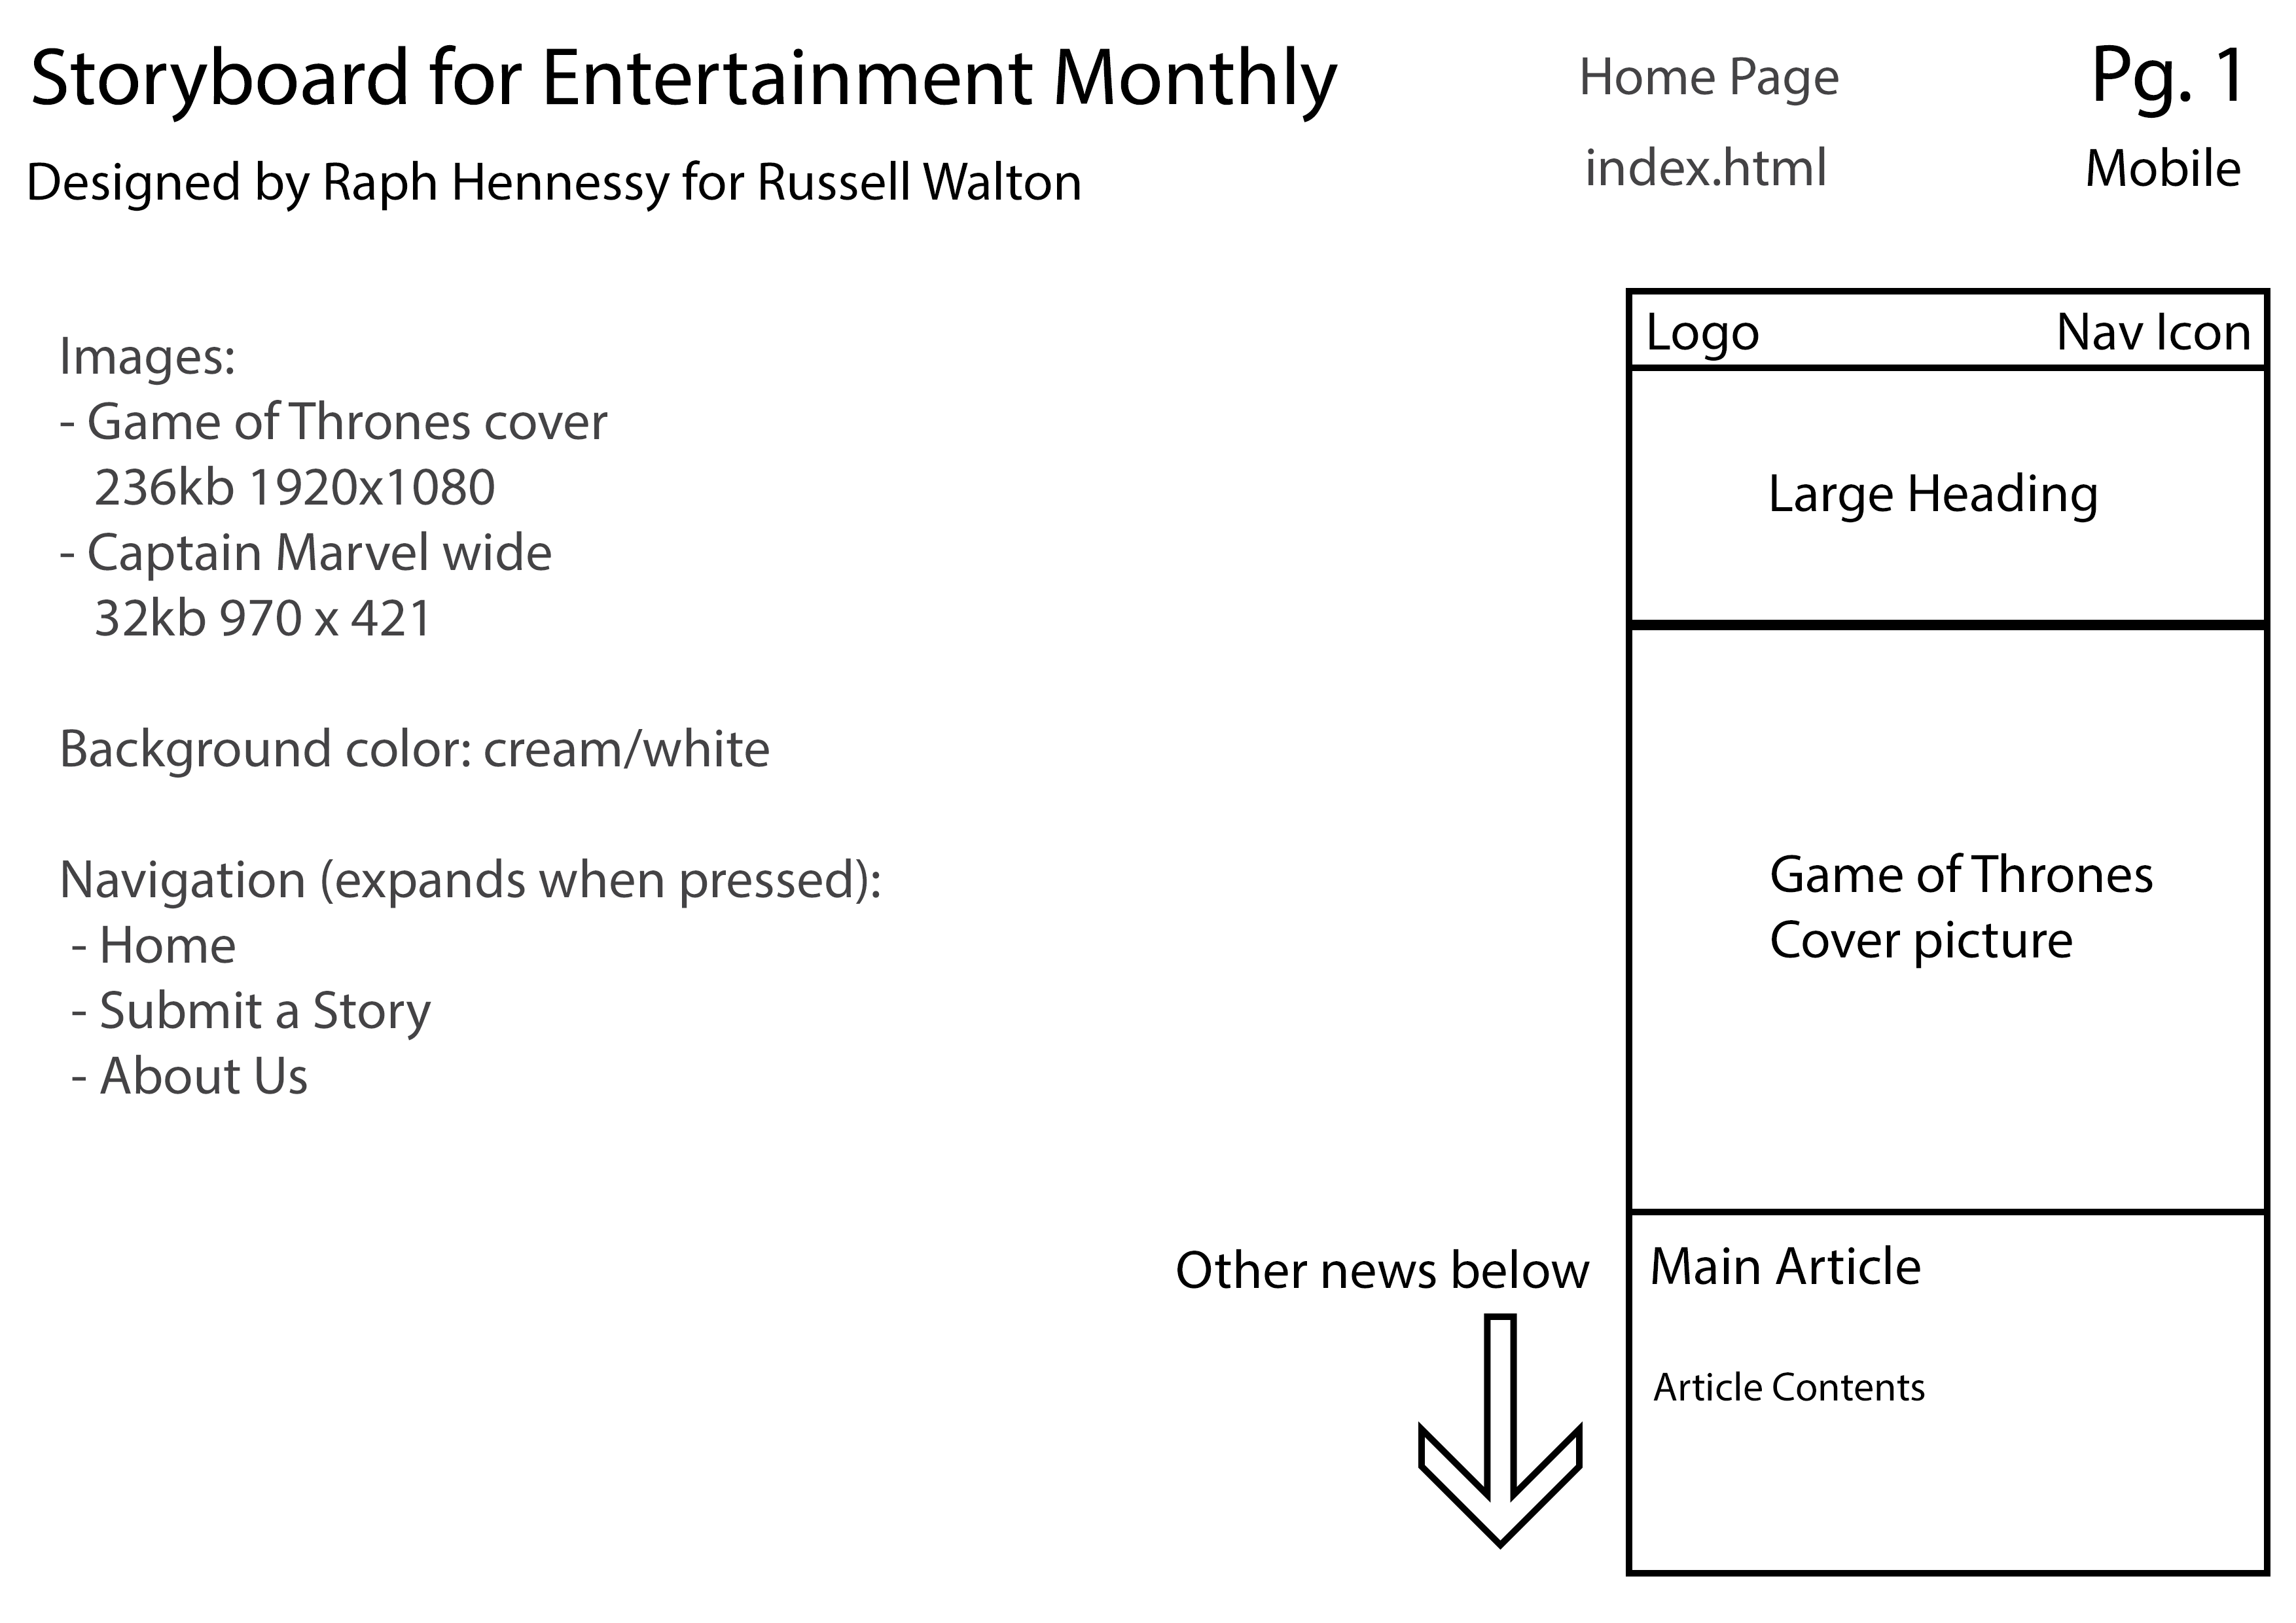 Storyboard for Entertainment Monthly
Home Page
Pg. 1
Designed by Raph Hennessy for Russell Walton
index.html
Mobile
Images:
- Game of Thrones cover
236kb 1920x1080
- Captain Marvel wide
32kb 970 x 421
Background color: cream/white
Navigation (expands when pressed):
- Home
- Submit a Story
- About Us
Logo
Nav Icon
Large Heading
Game of Thrones
Cover picture
Other news below
Main Article
Article Contents